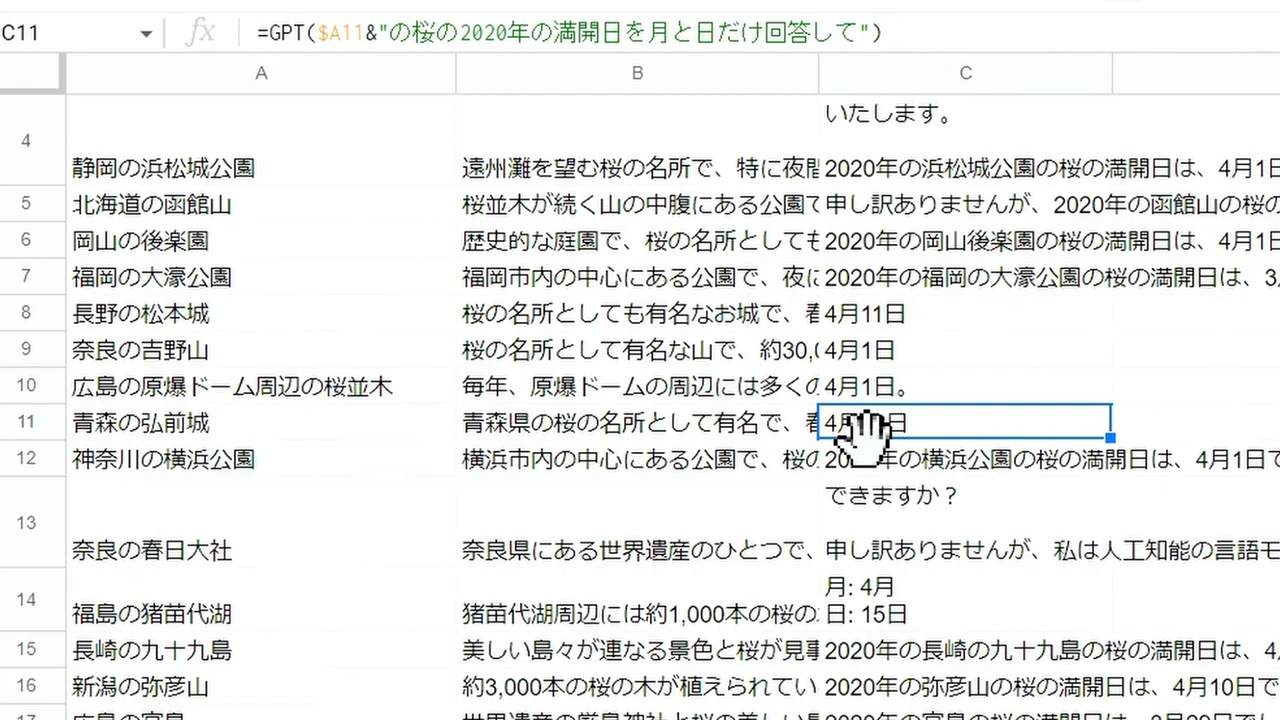 C11 fx =GPT($A11&"の桜の2020年の満開日を月と日だけ回答して")
A B C
いたします。
4 静岡の浜松城公園 遠州灘を望む桜の名所で、特に夜間 2020年の浜松城公園の桜の満開日は、4月1日
5 北海道の函館山 桜並木が続く山の中腹にある公園で 申し訳ありませんが、2020年の函館山の桜の
6 岡山の後楽園 歴史的な庭園で、桜の名所としても 2020年の岡山後楽園の桜の満開日は、4月1日
7 福岡の大濠公園 福岡市内の中心にある公園で、夜に 2020年の福岡の大濠公園の桜の満開日は、3月
8 長野の松本城 桜の名所としても有名なお城で、春 4月11日
9 奈良の吉野山 桜の名所として有名な山で、約30,0 4月1日
10 広島の原爆ドーム周辺の桜並木 毎年、原爆ドームの周辺には多くの 4月1日。
11 青森の弘前城 青森県の桜の名所として有名で、春 4月 日
12 神奈川の横浜公園 横浜市内の中心にある公園で、桜の 2020年の横浜公園の桜の満開日は、4月1日で
できますか？
13 奈良の春日大社 奈良県にある世界遺産のひとつで、 申し訳ありませんが、私は人工知能の言語モ
月: 4月
14 福島の猪苗代湖 猪苗代湖周辺には約1,000本の桜の 日: 15日
15 長崎の九十九島 美しい島々が連なる景色と桜が見事 2020年の長崎の九十九島の桜の満開日は、4月
16 新潟の弥彦山 約3,000本の桜の木が植えられてい 2020年の弥彦山の桜の満開日は、4月10日で